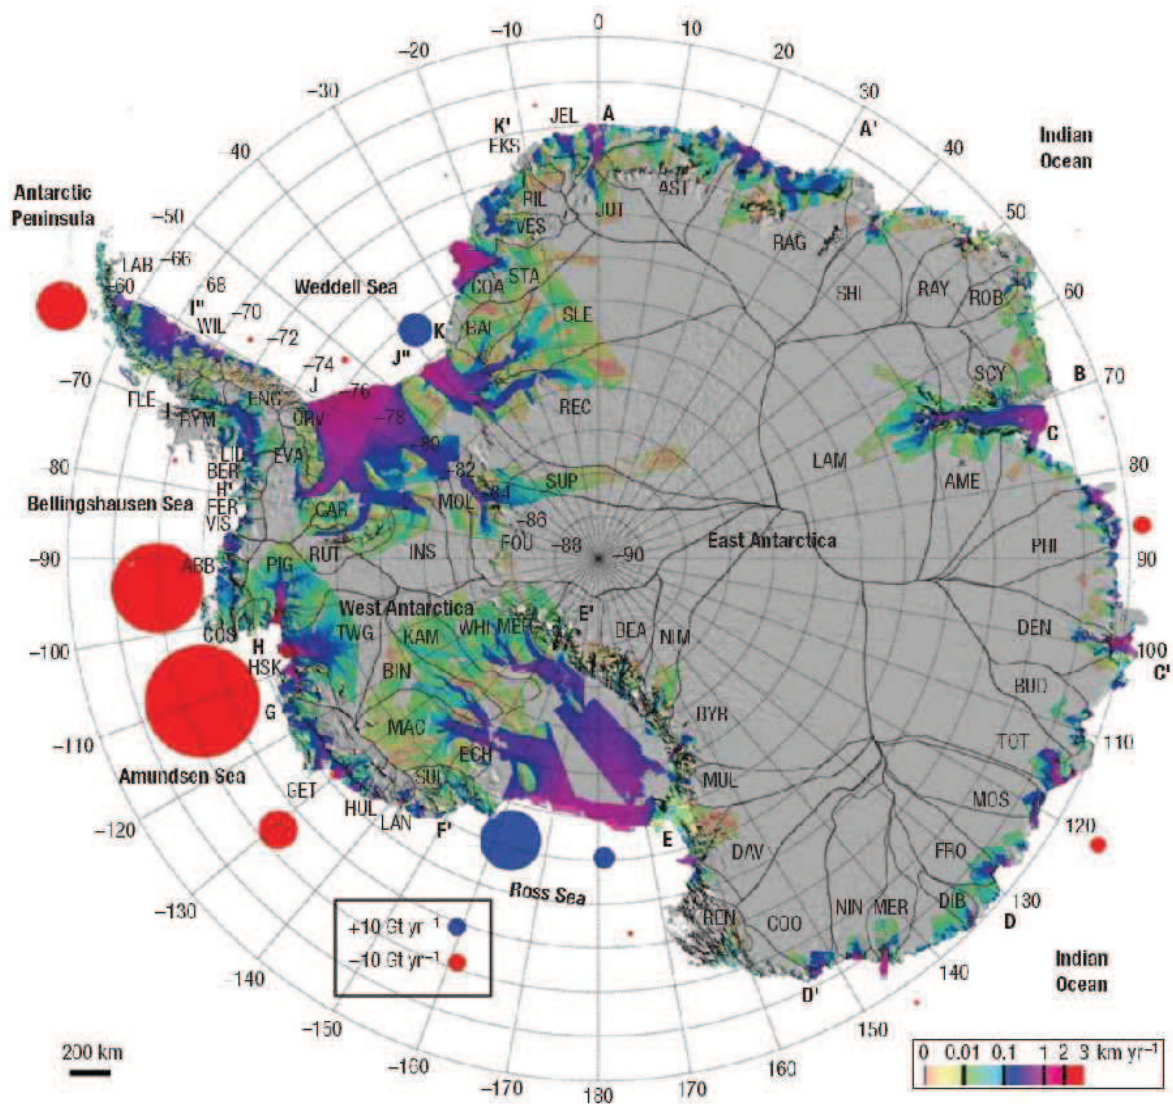 0
-10
10
-20
20
-30
30
-40
40
-50
50
60
70
80
90
100
110
120
130
140
150
160
170
180
-170
-160
-150
-140
-130
-120
-110
-100
-90
-80
-70
-60
-66
68
-70
-72
-74
-76
-78
-80
-82
-84
-86
-88
-90
Indian
Ocean
Antarctic
Peninsula
Weddell Sea
Bellingshausen Sea
Amundsen Sea
Ross Sea
Indian
Ocean
East Antarctica
West Antarctica
K'
JEL
A
A'
FKS
RIL
VES
JUT
AST
RAG
SHI
RAY
ROB
SCY
B
C
LAM
AME
PHI
DEN
C'
BUD
TOT
MOS
FRO
DIB
D
MER
NIN
COO
D'
REN
DAV
MUL
BYR
NIM
BEA
E'
E
COA
STA
BAI
SLE
K
J"
REC
SUP
FOU
MOL
CAR
RUT
INS
LAB
I"
WIL
J
FLE
I
RYM
ENG
ORV
EVA
LID
BER
H'
FER
VIS
ABB
PIG
COS
H
HSK
G
TWG
KAM
WHI
MER
BIN
MAC
ECH
SUL
GET
HUL
LAN
F'
+10 Gt yr⁻¹
-10 Gt yr⁻¹
200 km
0 0.01 0.1 1 2 3 km yr⁻¹